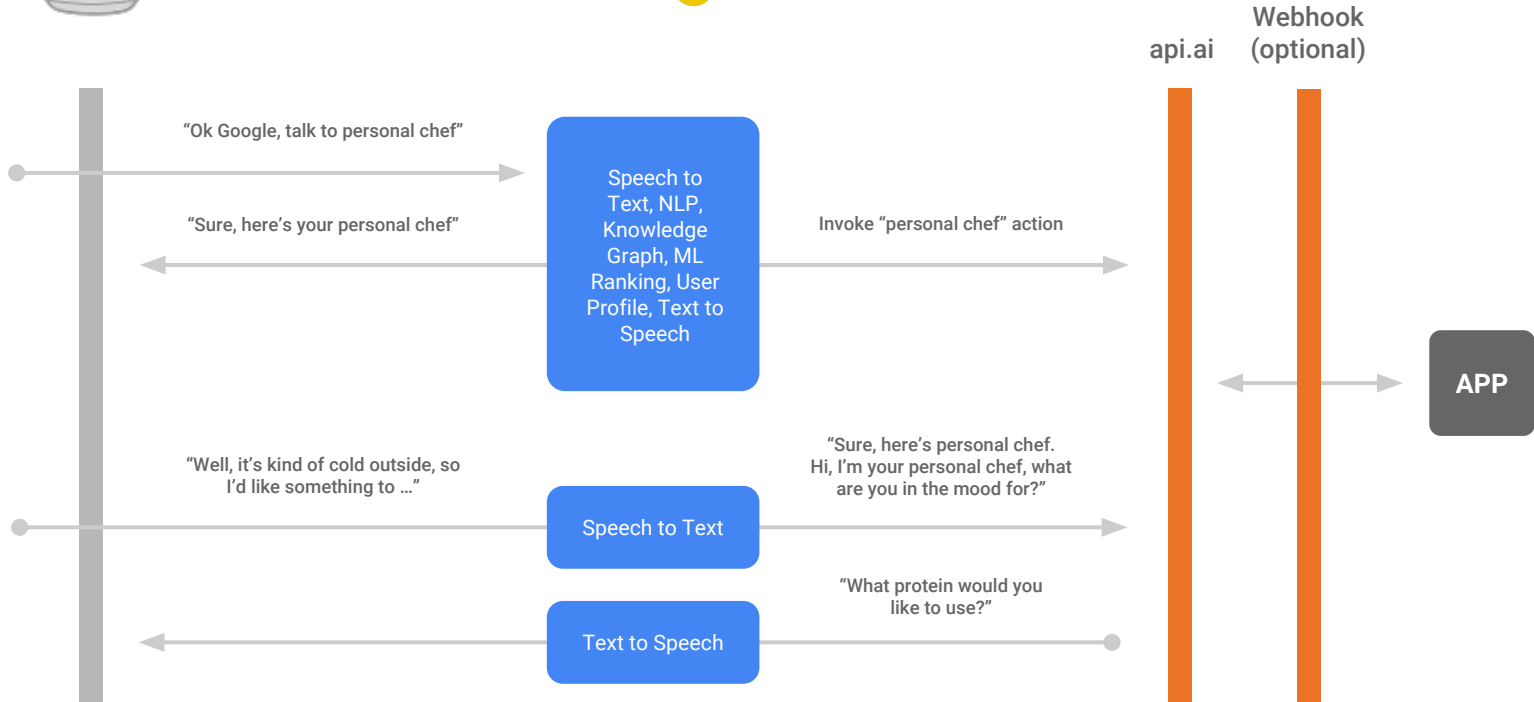 Webhook
(optional)
api.ai
“Ok Google, talk to personal chef”
“Sure, here’s your personal chef”
Speech to
Text, NLP,
Knowledge
Graph, ML
Ranking, User
Profile, Text to
Speech
Invoke “personal chef” action
APP
“Well, it’s kind of cold outside, so
I’d like something to …”
Speech to Text
“Sure, here’s personal chef.
Hi, I’m your personal chef, what
are you in the mood for?”
“What protein would you
like to use?”
Text to Speech